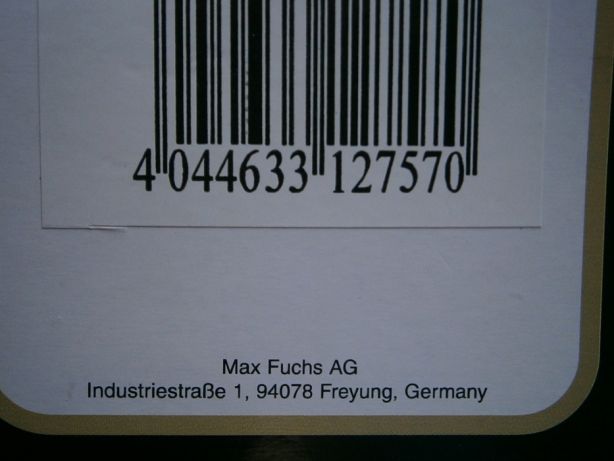 4 044633 127570
Max Fuchs AG
Industriestraße 1, 94078 Freyung, Germany